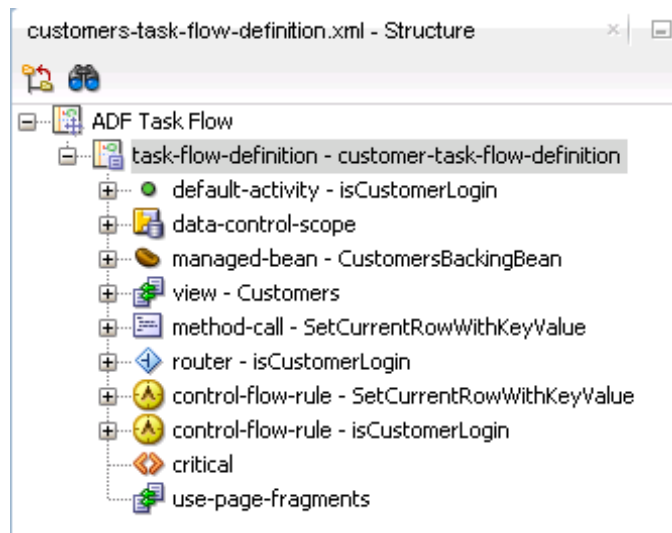 customers-task-flow-definition.xml - Structure
ADF Task Flow
task-flow-definition - customer-task-flow-definition
default-activity - isCustomerLogin
data-control-scope
managed-bean - CustomersBackingBean
view - Customers
method-call - SetCurrentRowWithKeyValue
router - isCustomerLogin
control-flow-rule - SetCurrentRowWithKeyValue
control-flow-rule - isCustomerLogin
critical
use-page-fragments